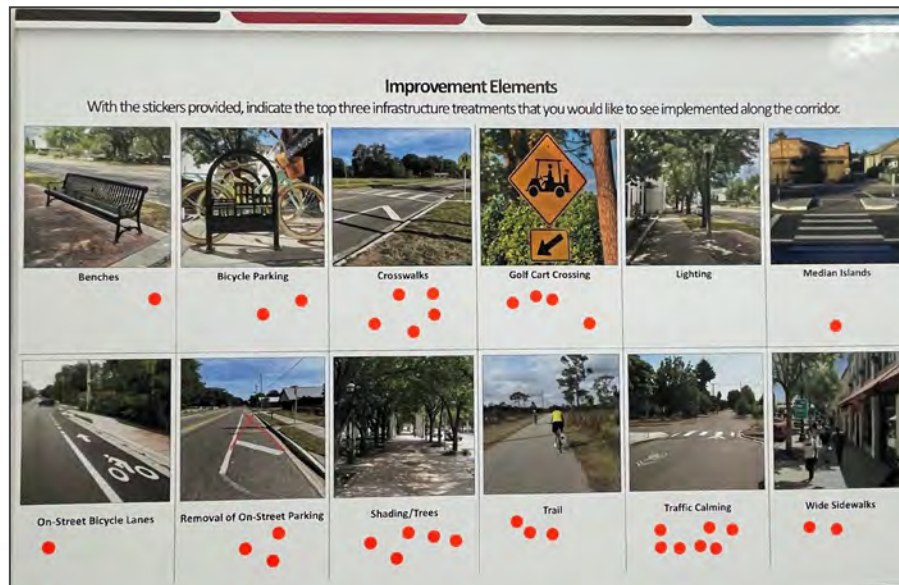 Improvement Elements
With the stickers provided, indicate the top three infrastructure treatments that you would like to see implemented along the corridor.
Benches
Bicycle Parking
Crosswalks
Golf Cart Crossing
Lighting
Median Islands
On-Street Bicycle Lanes
Removal of On-Street Parking
Shading/Trees
Trail
Traffic Calming
Wide Sidewalks